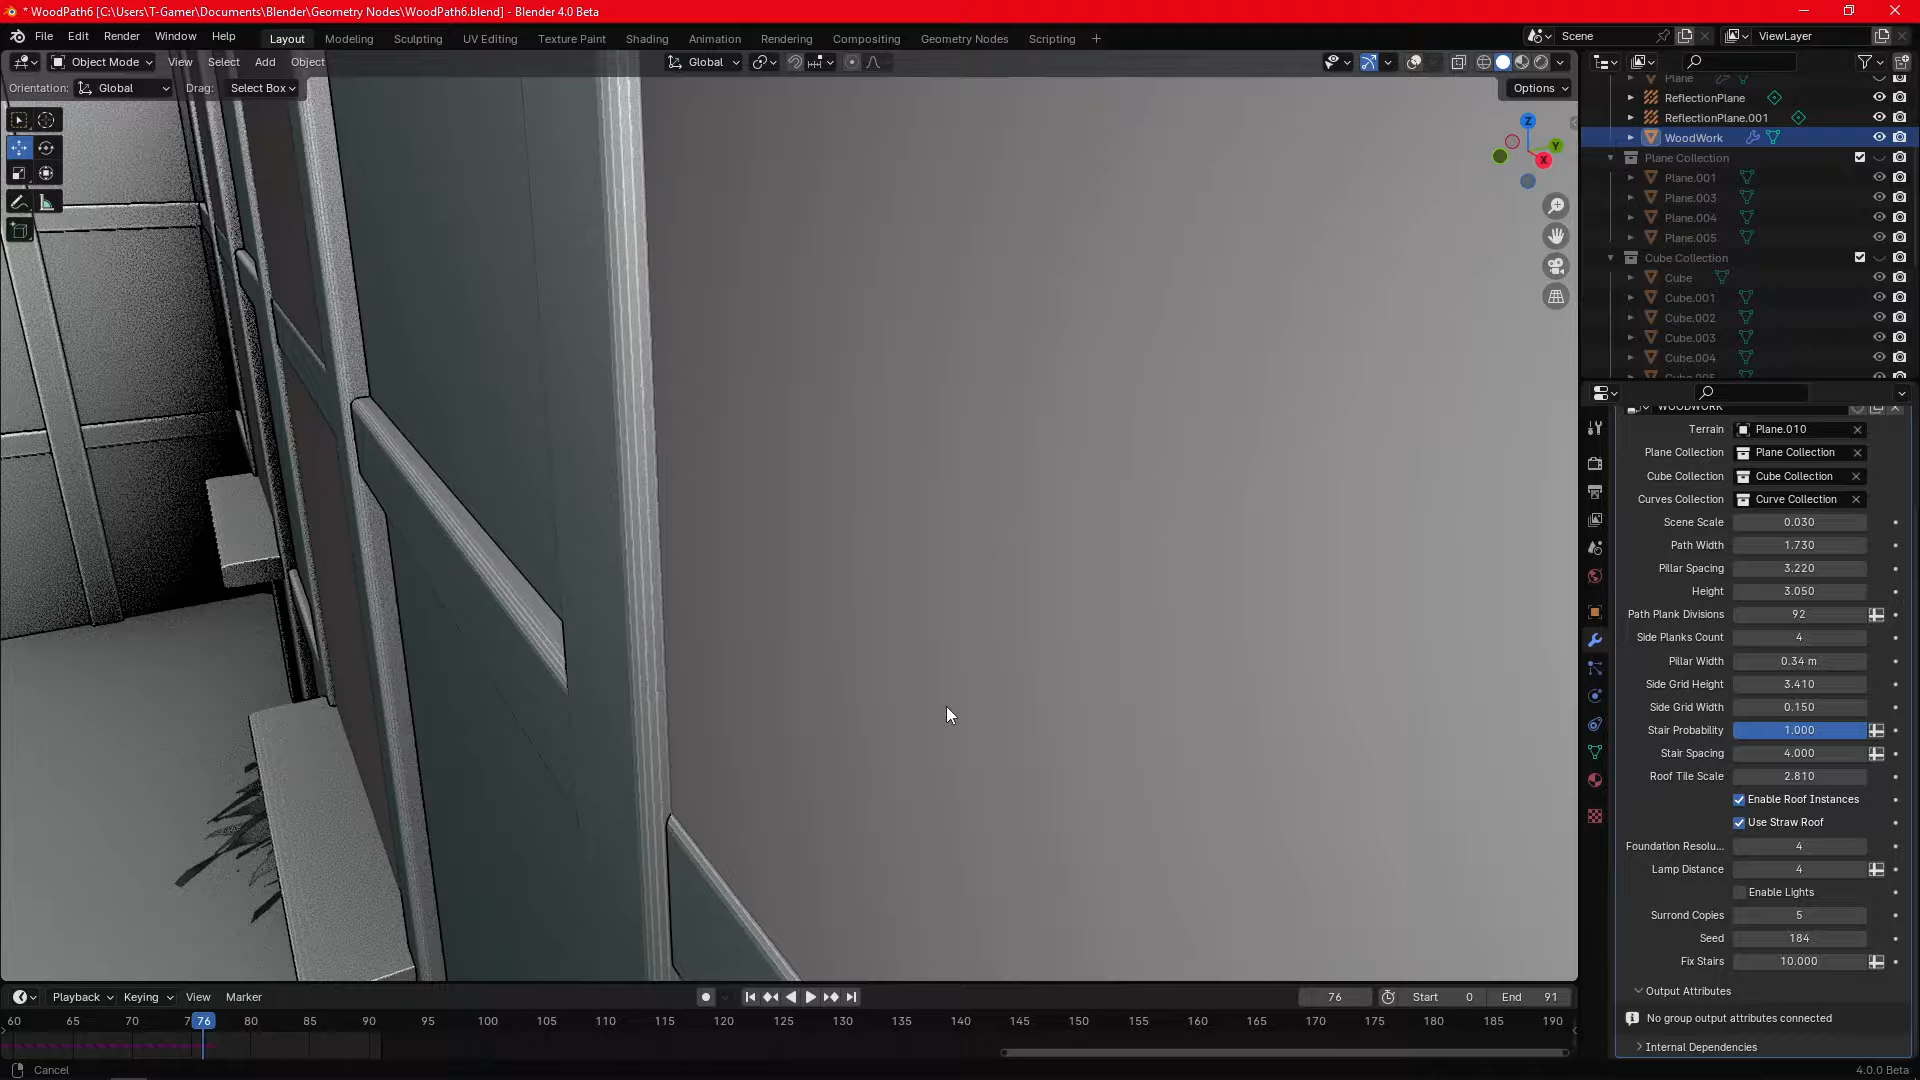 * WoodPath6 [C:\Users\T-Gamer\Documents\Blender\Geometry Nodes\WoodPath6.blend] - Blender 4.0 Beta
File Edit Render Window Help
Layout Modeling Sculpting UV Editing Texture Paint Shading Animation Rendering Compositing Geometry Nodes Scripting +
Scene
ViewLayer
Object Mode View Select Add Object
Global
Orientation: Global Drag: Select Box
Options
Z
Y
X
Plane
ReflectionPlane
ReflectionPlane.001
WoodWork
Plane Collection
Plane.001
Plane.003
Plane.004
Plane.005
Cube Collection
Cube
Cube.001
Cube.002
Cube.003
Cube.004
Cube.005
WOODWORK
Terrain Plane.010
Plane Collection Plane Collection
Cube Collection Cube Collection
Curves Collection Curve Collection
Scene Scale 0.030
Path Width 1.730
Pillar Spacing 3.220
Height 3.050
Path Plank Divisions 92
Side Planks Count 4
Pillar Width 0.34 m
Side Grid Height 3.410
Side Grid Width 0.150
Stair Probability 1.000
Stair Spacing 4.000
Roof Tile Scale 2.810
Enable Roof Instances
Use Straw Roof
Foundation Resolu... 4
Lamp Distance 4
Enable Lights
Surrond Copies 5
Seed 184
Fix Stairs 10.000
Output Attributes
No group output attributes connected
Internal Dependencies
Playback Keying View Marker
76 Start 0 End 91
60 65 70 7 76 80 85 90 95 100 105 110 115 120 125 130 135 140 145 150 155 160 165 170 175 180 185 190
Cancel
4.0.0 Beta